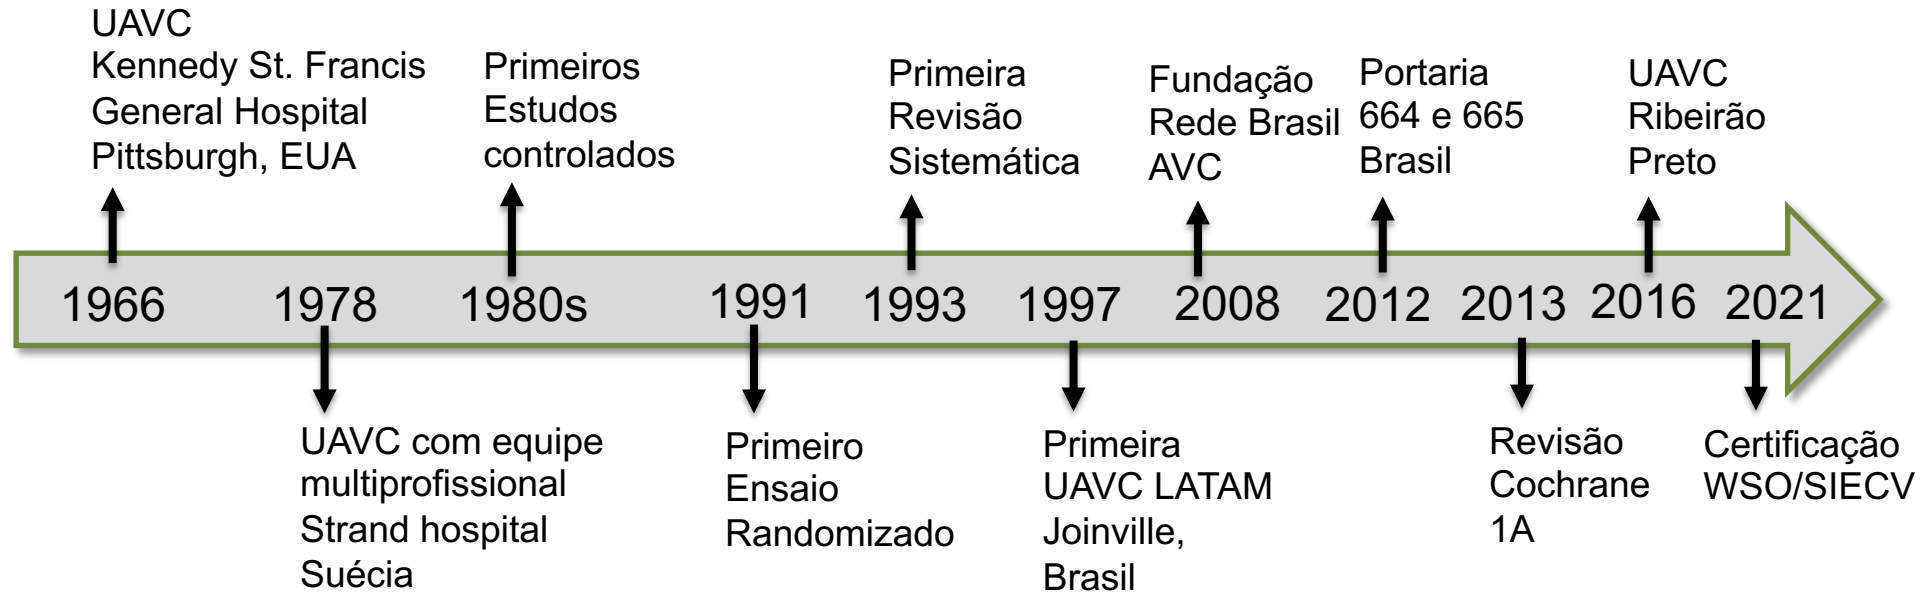 UAVC
Kennedy St. Francis
General Hospital
Pittsburgh, EUA
Primeiros
Estudos
controlados
Primeira
Revisão
Sistemática
Fundação
Rede Brasil
AVC
Portaria
664 e 665
Brasil
UAVC
Ribeirão
Preto
1966
1978
1980s
1991
1993
1997
2008
2012
2013
2016
2021
UAVC com equipe
multiprofissional
Strand hospital
Suécia
Primeiro
Ensaio
Randomizado
Primeira
UAVC LATAM
Joinville,
Brasil
Revisão
Cochrane
1A
Certificação
WSO/SIECV